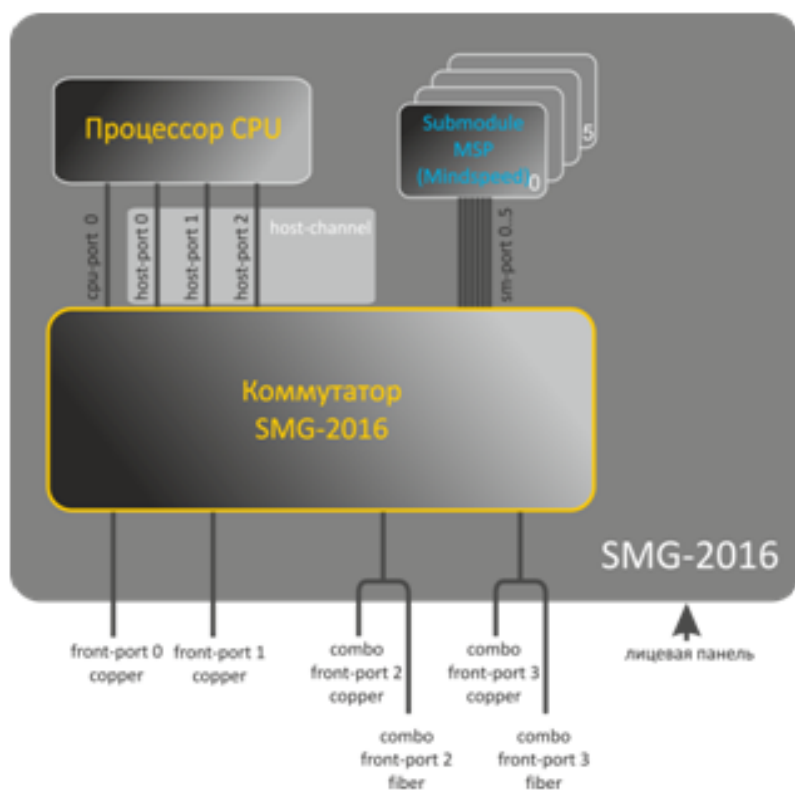 Процессор CPU
Submodule
MSP
(Mindspeed)
0
5
cpu-port 0
host-port 0
host-port 1
host-port 2
host-channel
sm-port 0..5
Коммутатор
SMG-2016
SMG-2016
front-port 0
copper
front-port 1
copper
combo
front-port 2
copper
combo
front-port 3
copper
лицевая панель
combo
front-port 2
fiber
combo
front-port 3
fiber